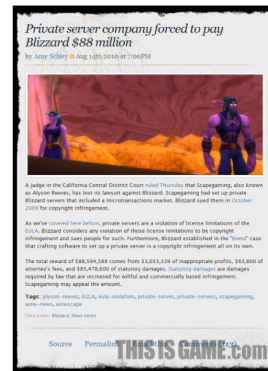 Private server company forced to pay
Blizzard $88 million
by Amy Schley Aug 14th 2010 at 7:00PM
A judge in the California Central District Court ruled Thursday that Scapegaming, also known
as Alyson Reeves, has lost its lawsuit against Blizzard. Scapegaming had set up private
Blizzard servers that included a microtransactions market. Blizzard sued them in October
2009 for copyright infringement.
As we've covered here before, private servers are a violation of license limitations of the
EULA. Blizzard considers any violation of those license limitations to be copyright
infringement and sues people for such. Furthermore, Blizzard established in the "Bnetd" case
that crafting software to set up a private server is a copyright infringement all on its own.
The total reward of $88,594,589 comes from $3,053,339 of inappropriate profits, $63,600 of
attorney's fees, and $85,478,600 of statutory damages. Statutory damages are damages
required by law that are increased for willful and commercially based infringement.
Scapegaming may appeal the amount.
Tags: alyson-reeves, EULA, eula-violation, private-server, private-servers, scapegaming,
wow-news, wowscape
Filed under: Blizzard, News items
Source Permalink Email this Comments
THIS IS GAME.com